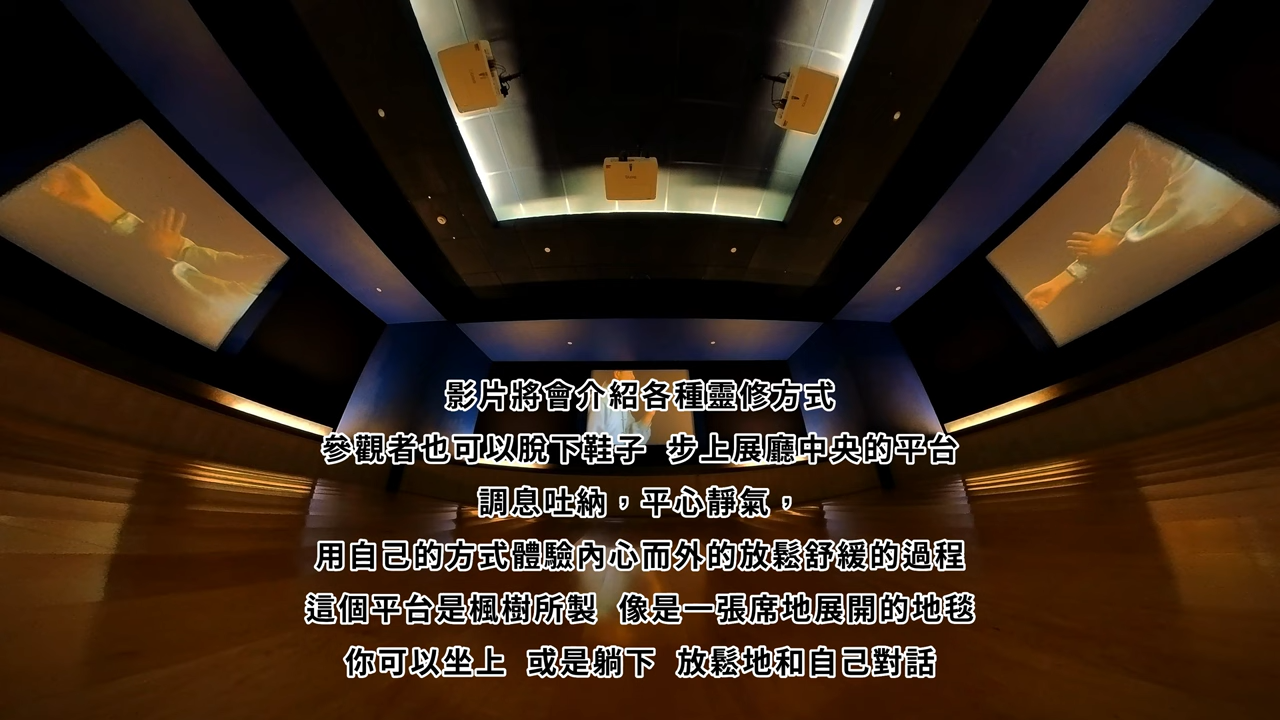 影片將會介紹各種靈修方式
參觀者也可以脫下鞋子 步上展廳中央的平台
調息吐納，平心靜氣，
用自己的方式體驗內心而外的放鬆舒緩的過程
這個平台是楓樹所製 像是一張席地展開的地毯
你可以坐上 或是躺下 放鬆地和自己對話